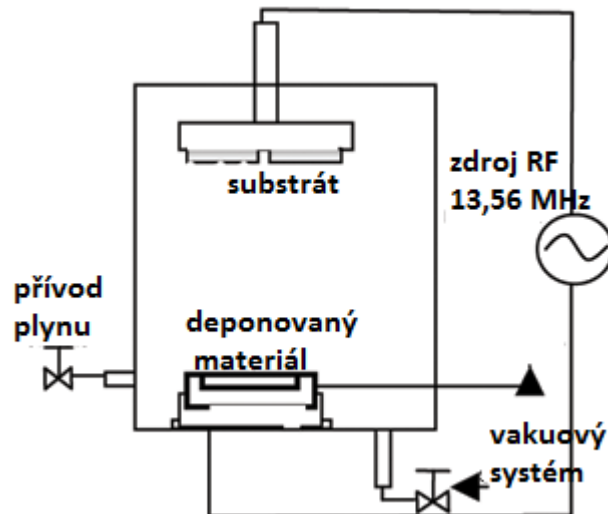 substrát
zdroj RF
13,56 MHz
přívod
plynu
deponovaný
materiál
vakuový
systém